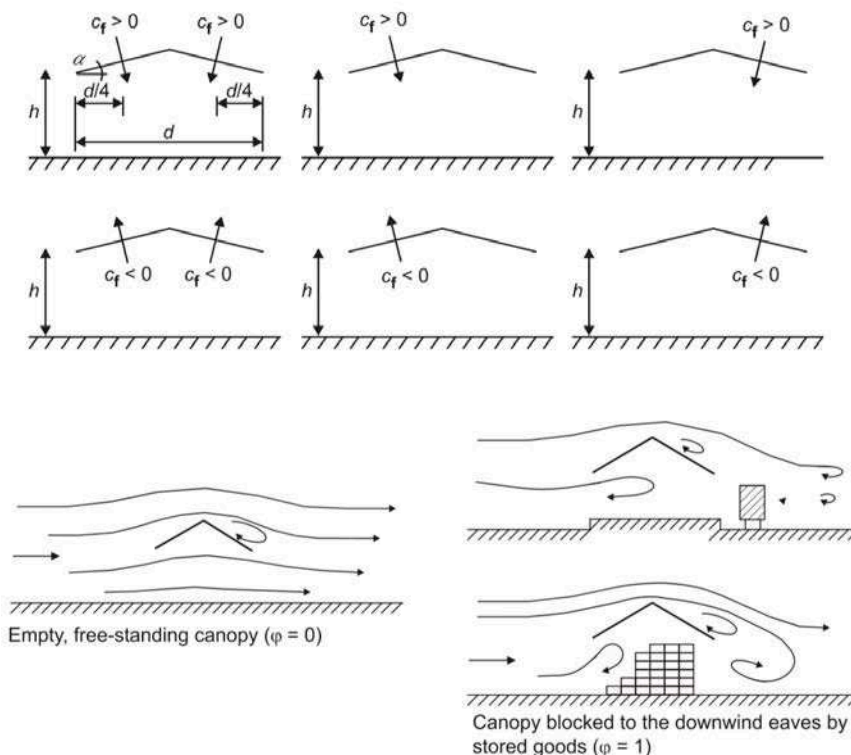 c_f > 0 c_f > 0 c_f > 0 c_f > 0
α
d/4 d/4
h d h h
c_f < 0 c_f < 0 c_f < 0 c_f < 0
h h h
Empty, free-standing canopy (φ = 0)
Canopy blocked to the downwind eaves by
stored goods (φ = 1)